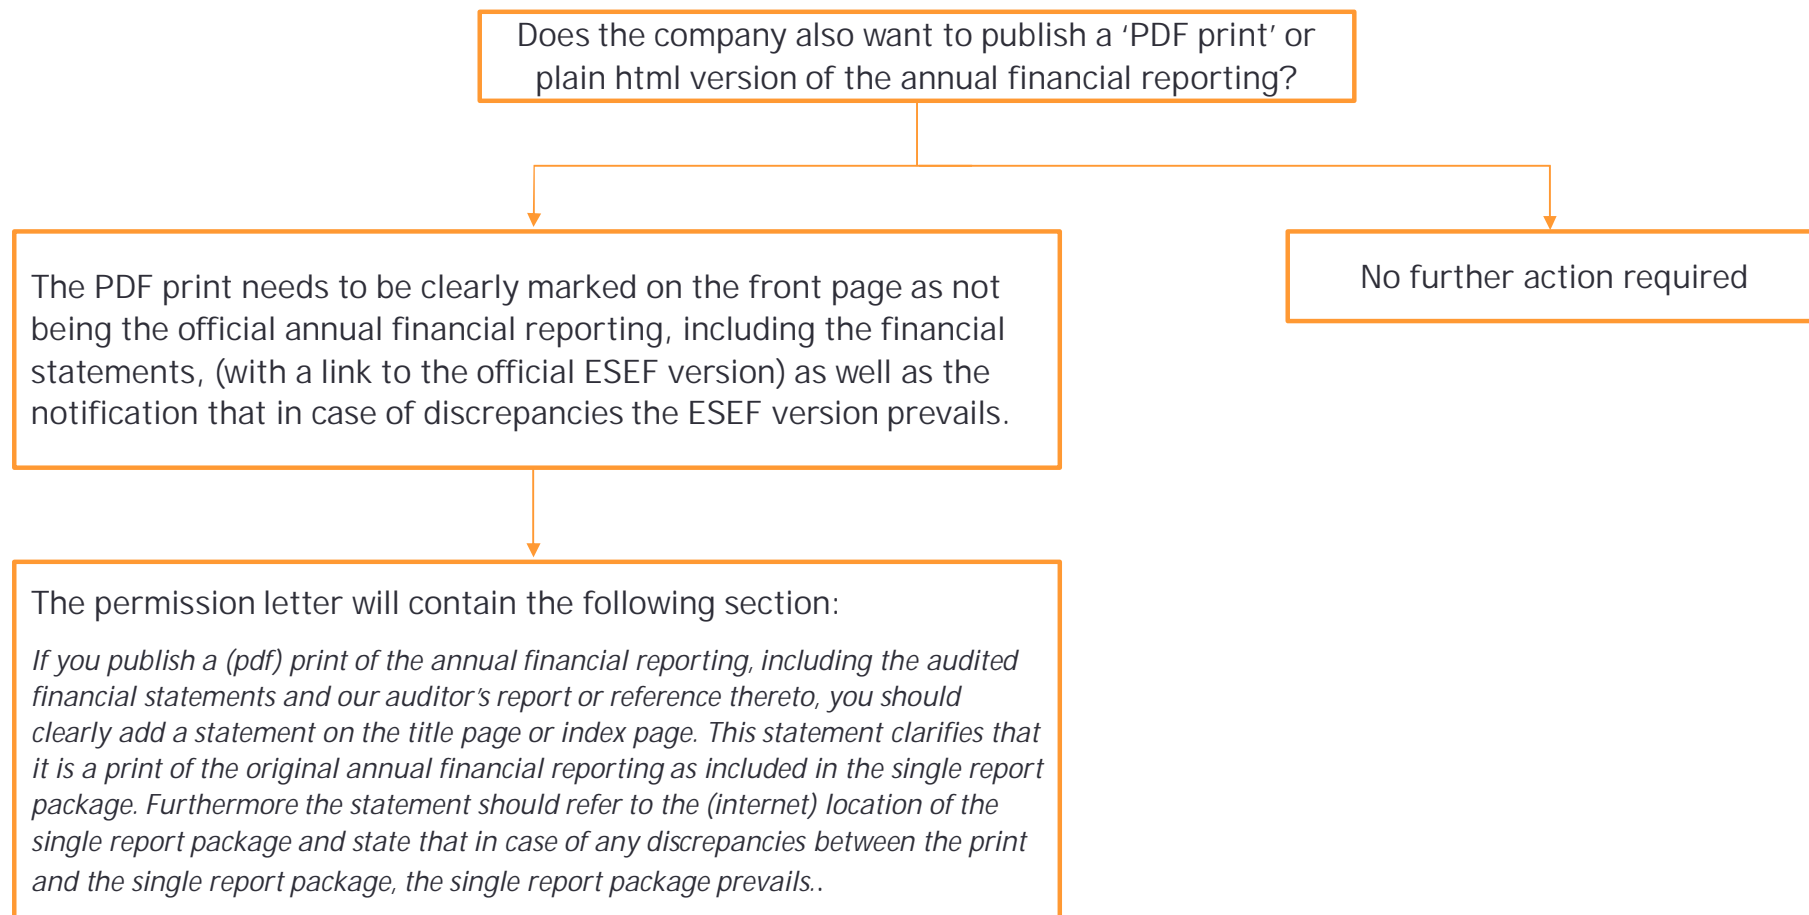 Does the company also want to publish a ‘PDF print’ or
plain html version of the annual financial reporting?
The PDF print needs to be clearly marked on the front page as not
being the official annual financial reporting, including the financial
statements, (with a link to the official ESEF version) as well as the
notification that in case of discrepancies the ESEF version prevails.
No further action required
The permission letter will contain the following section:
If you publish a (pdf) print of the annual financial reporting, including the audited
financial statements and our auditor’s report or reference thereto, you should
clearly add a statement on the title page or index page. This statement clarifies that
it is a print of the original annual financial reporting as included in the single report
package. Furthermore the statement should refer to the (internet) location of the
single report package and state that in case of any discrepancies between the print
and the single report package, the single report package prevails..